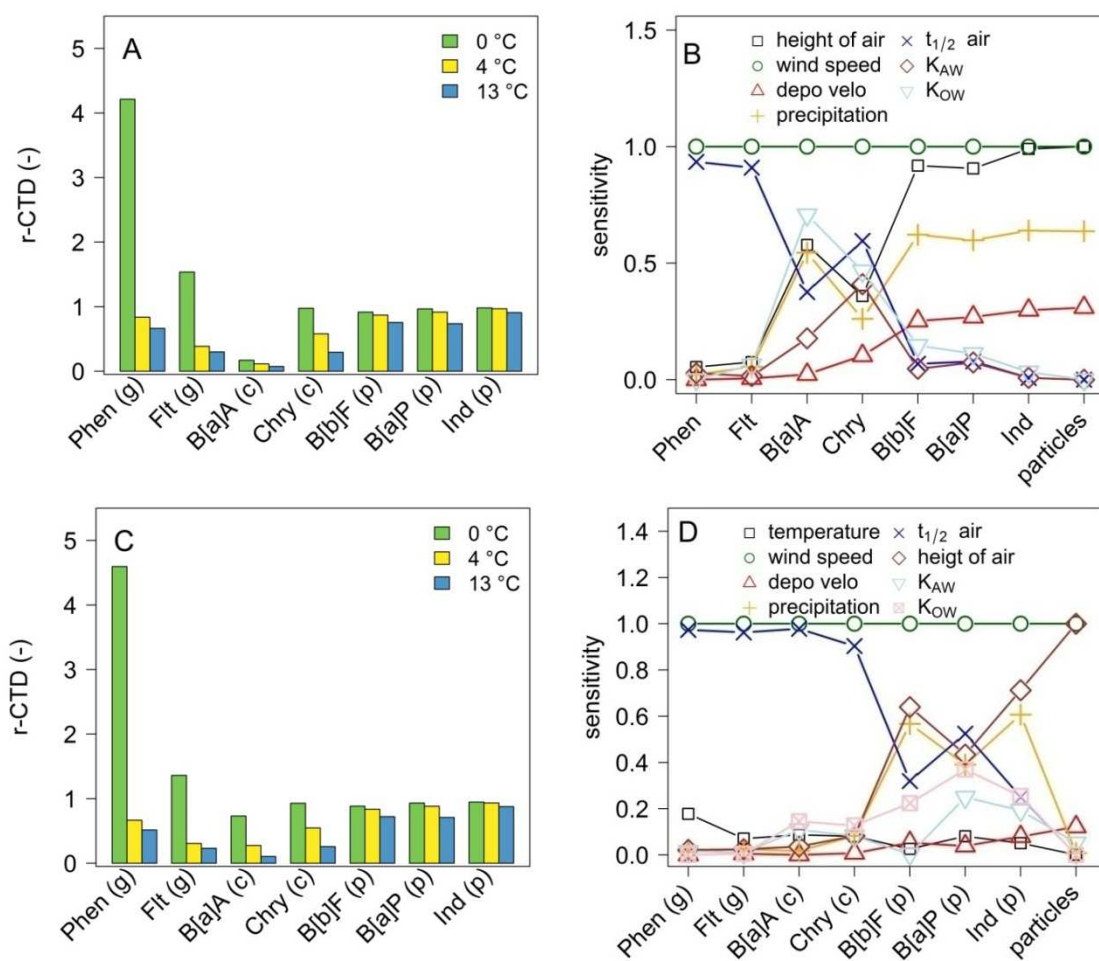 A
0 °C
4 °C
13 °C
r-CTD (-)
5
4
3
2
1
0
Phen (g)
Flt (g)
B[a]A (c)
Chry (c)
B[b]F (p)
B[a]P (p)
Ind (p)
B
height of air
wind speed
depo velo
precipitation
t1/2 air
KAW
KOW
sensitivity
1.5
1.0
0.5
0.0
Phen
Flt
B[a]A
Chry
B[b]F
B[a]P
Ind
particles
C
0 °C
4 °C
13 °C
r-CTD (-)
5
4
3
2
1
0
Phen (g)
Flt (g)
B[a]A (c)
Chry (c)
B[b]F (p)
B[a]P (p)
Ind (p)
D
temperature
wind speed
depo velo
precipitation
t1/2 air
heigt of air
KAW
KOW
sensitivity
1.4
1.2
1.0
0.8
0.6
0.4
0.2
0.0
Phen (g)
Flt (g)
B[a]A (c)
Chry (c)
B[b]F (p)
B[a]P (p)
Ind (p)
particles